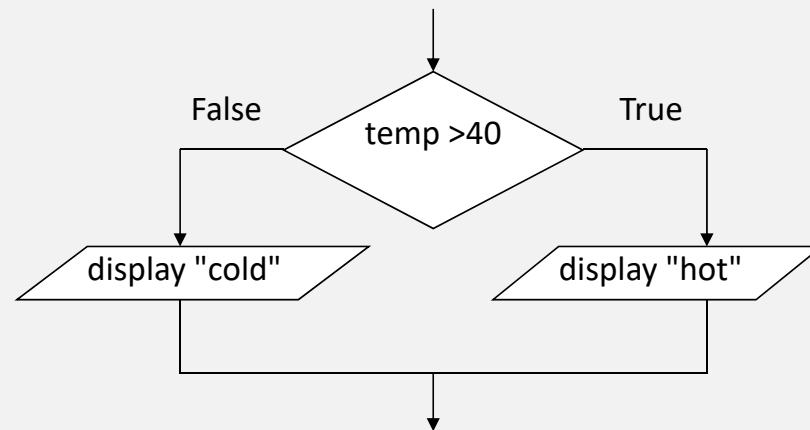 False
True
temp >40
display "cold"
display "hot"